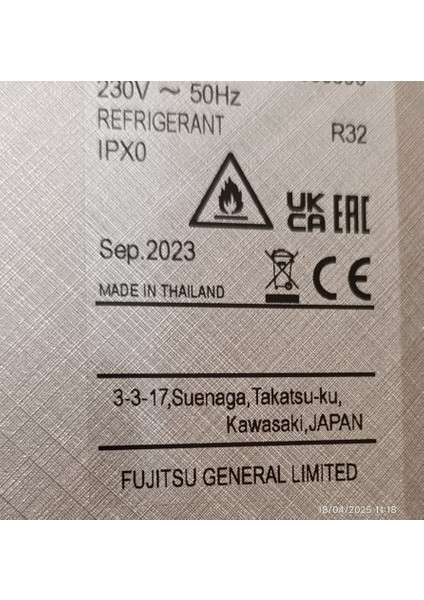 230V ~ 50Hz
REFRIGERANT R32
IPX0
UK
CA EAC
Sep.2023
CE
MADE IN THAILAND
3-3-17,Suenaga,Takatsu-ku,
Kawasaki,JAPAN
FUJITSU GENERAL LIMITED
18/04/2025 11:18